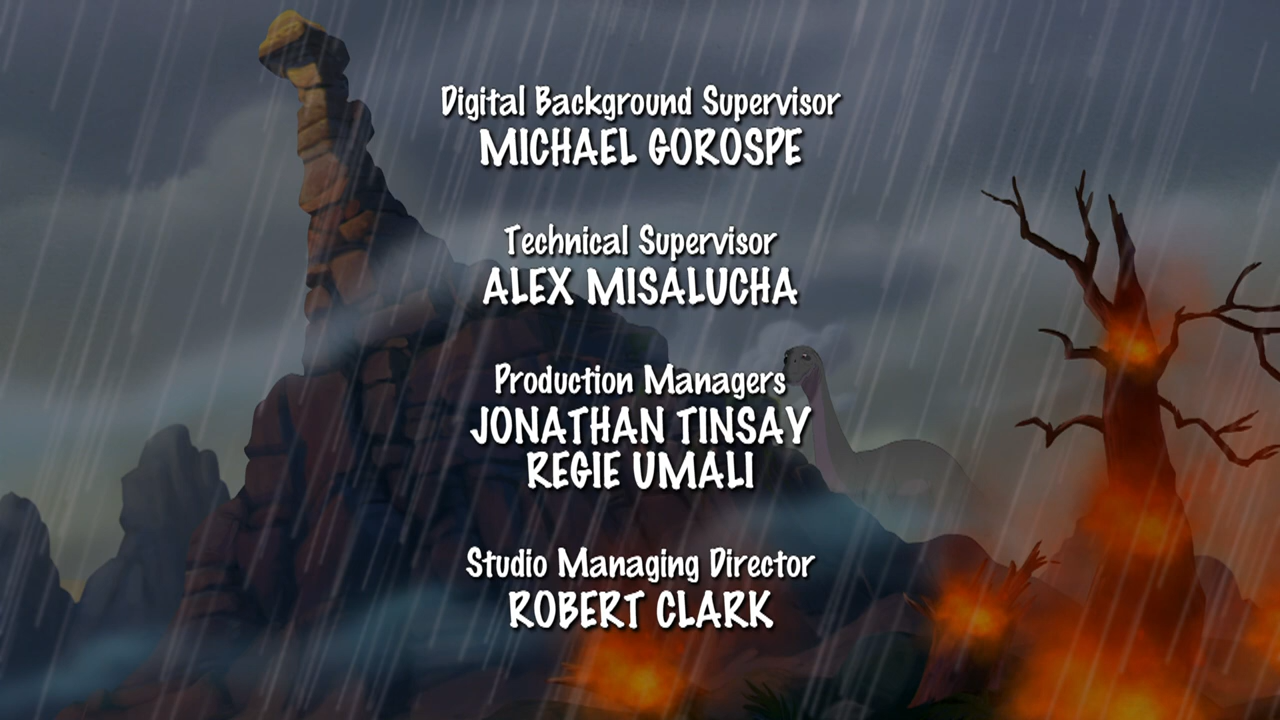 Digital Background Supervisor
MICHAEL GOROSPE
Technical Supervisor
ALEX MISALUCHA
Production Managers
JONATHAN TINSAY
REGIE UMALI
Studio Managing Director
ROBERT CLARK